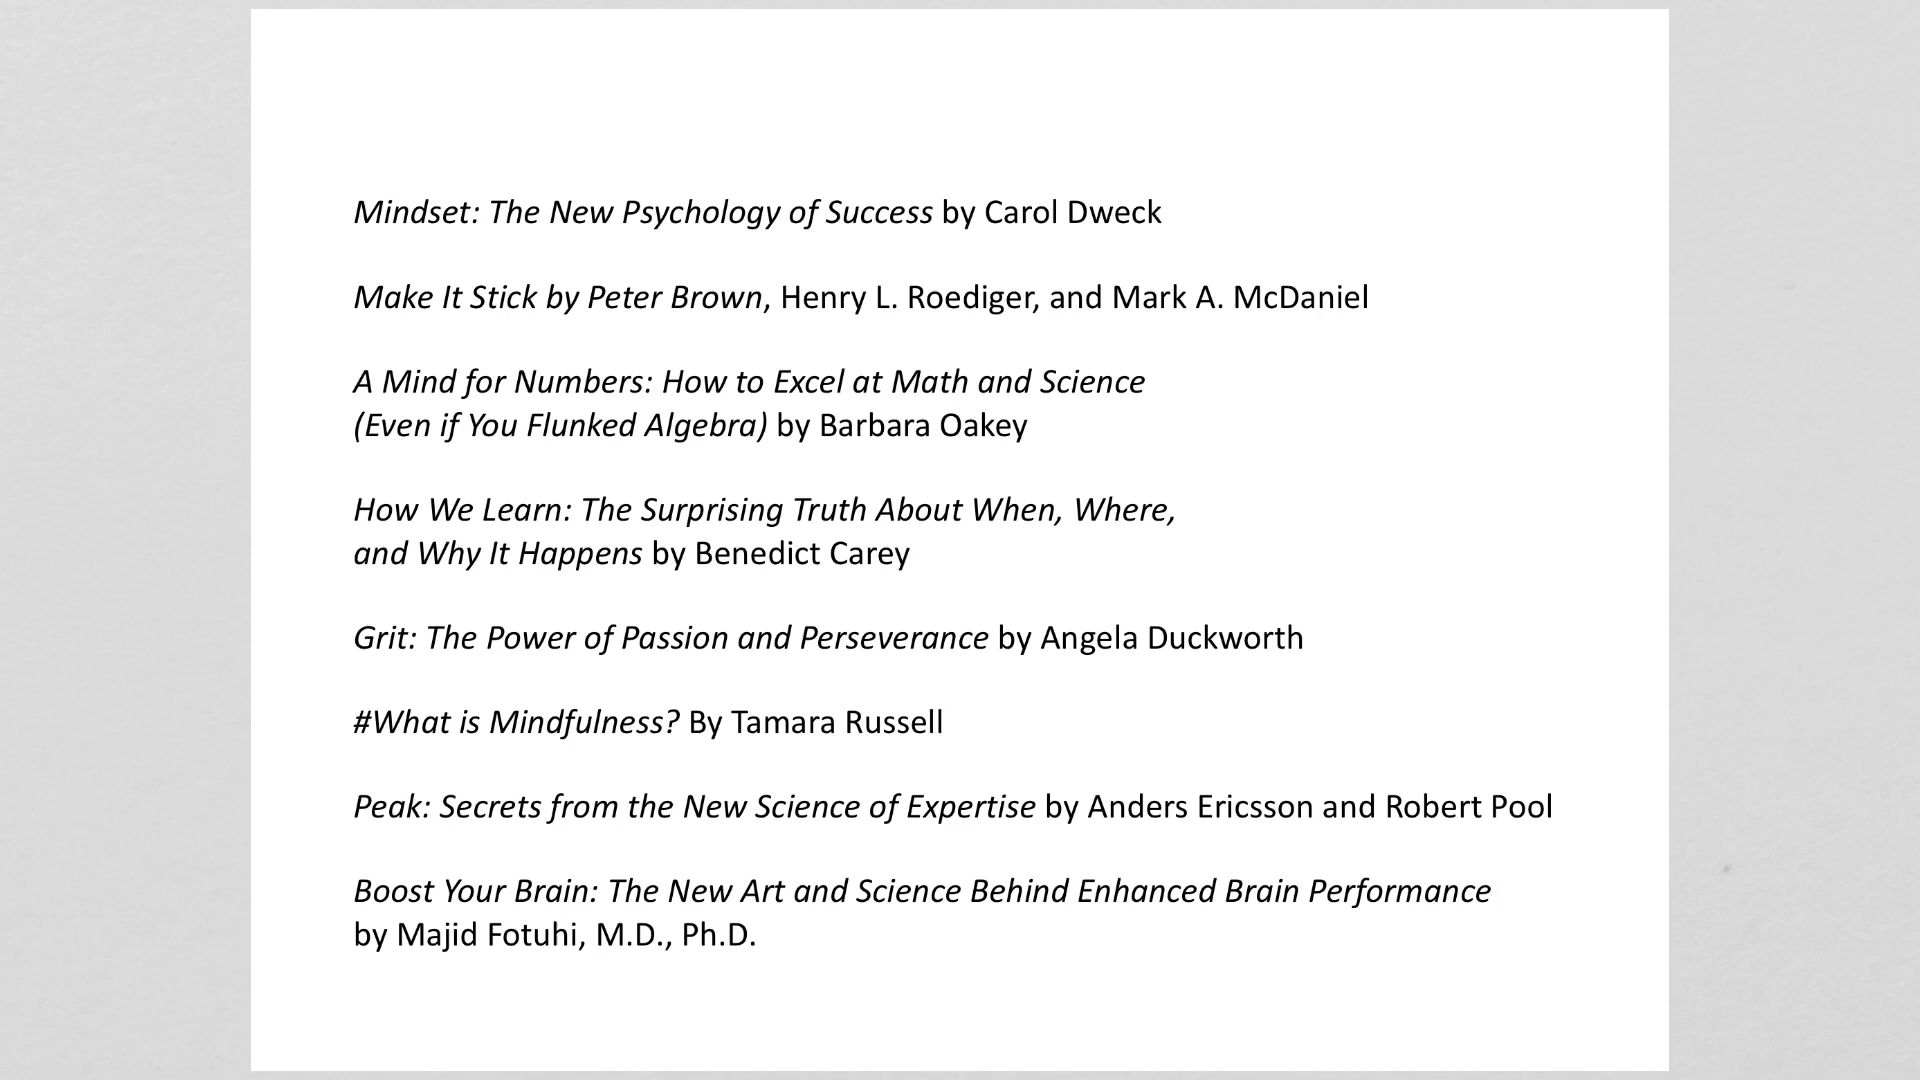 Mindset: The New Psychology of Success by Carol Dweck
Make It Stick by Peter Brown, Henry L. Roediger, and Mark A. McDaniel
A Mind for Numbers: How to Excel at Math and Science
(Even if You Flunked Algebra) by Barbara Oakey
How We Learn: The Surprising Truth About When, Where,
and Why It Happens by Benedict Carey
Grit: The Power of Passion and Perseverance by Angela Duckworth
#What is Mindfulness? By Tamara Russell
Peak: Secrets from the New Science of Expertise by Anders Ericsson and Robert Pool
Boost Your Brain: The New Art and Science Behind Enhanced Brain Performance
by Majid Fotuhi, M.D., Ph.D.